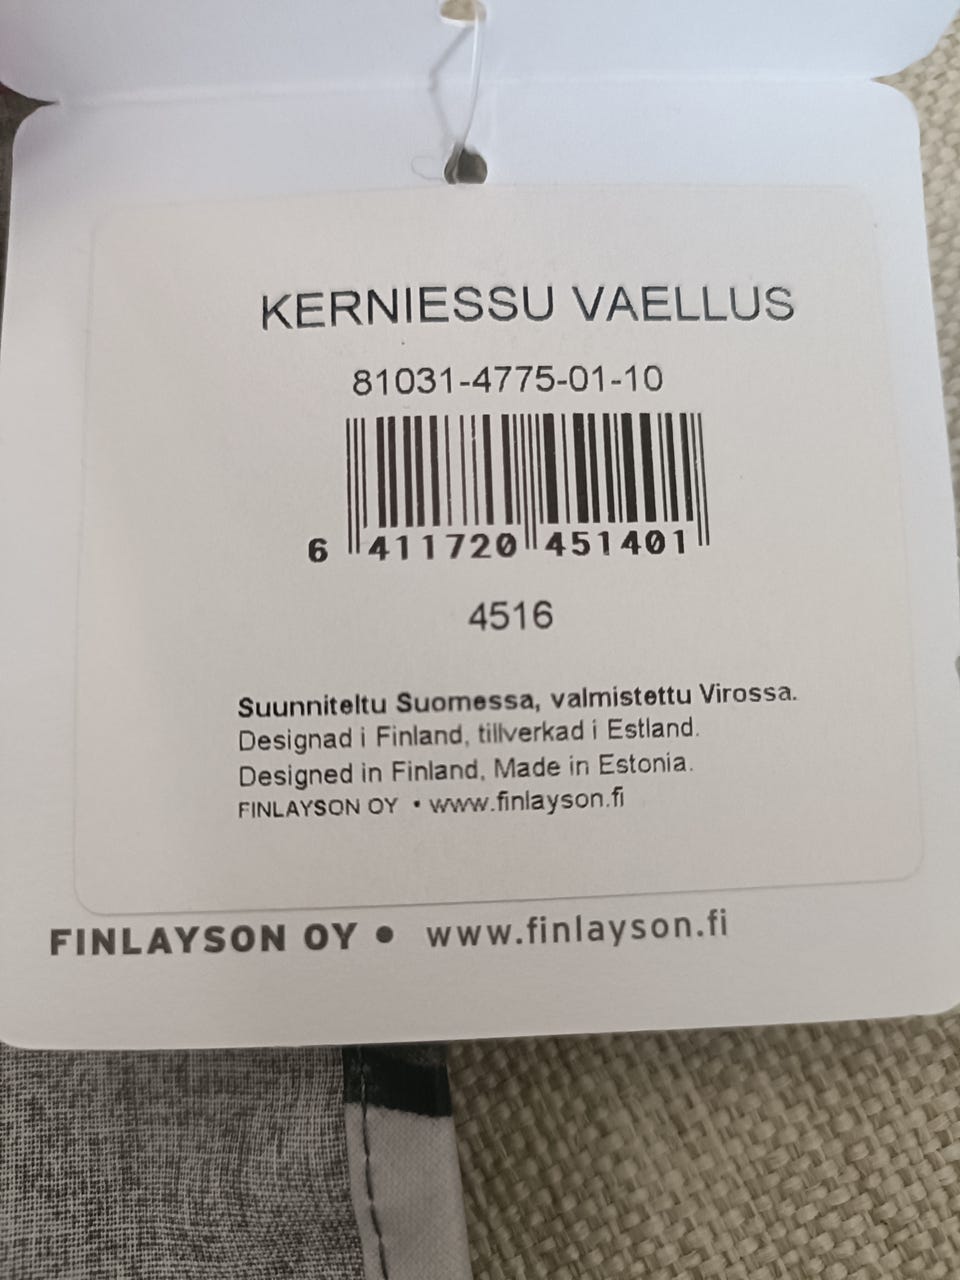 KERNIESSU VAELLUS
81031-4775-01-10
6 411720 451401
4516
Suunniteltu Suomessa, valmistettu Virossa.
Designad i Finland, tillverkad i Estland.
Designed in Finland, Made in Estonia.
FINLAYSON OY • www.finlayson.fi
FINLAYSON OY • www.finlayson.fi